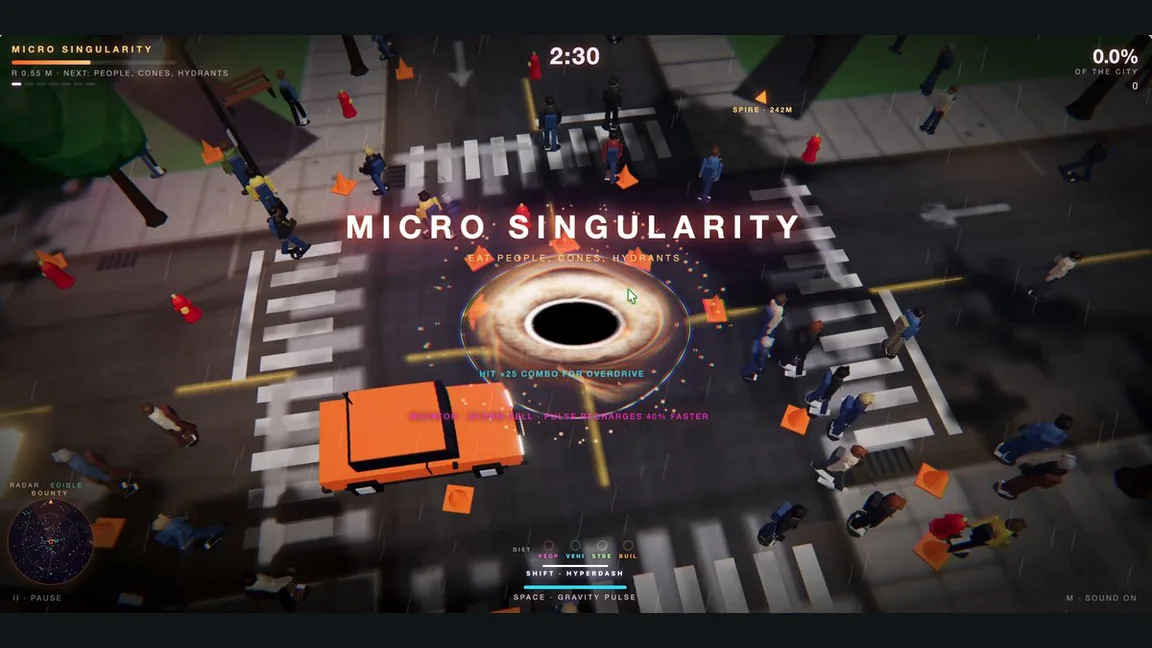 MICRO SINGULARITY
R 0.55 M · NEXT: PEOPLE, CONES, HYDRANTS
2:30
0.0%
OF THE CITY
0
SPIRE · 242M
MICRO SINGULARITY
EAT PEOPLE, CONES, HYDRANTS
HIT ×25 COMBO FOR OVERDRIVE
PULSE RECHARGES 40% FASTER
RADAR · EDIBLE
BOUNTY
II · PAUSE
DIET
PEOP VEHI STRE BUIL
SHIFT · HYPERDASH
SPACE · GRAVITY PULSE
M · SOUND ON